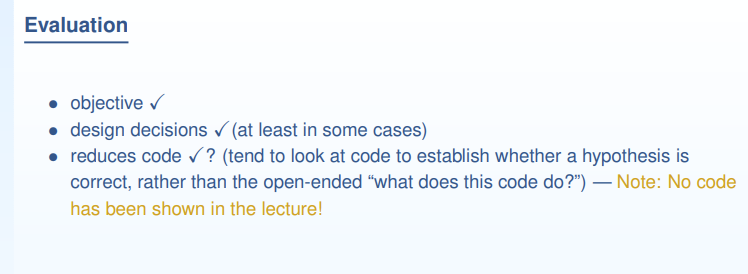 Evaluation
● objective ✓
● design decisions ✓(at least in some cases)
● reduces code ✓? (tend to look at code to establish whether a hypothesis is
correct, rather than the open-ended “what does this code do?”) — Note: No code
has been shown in the lecture!